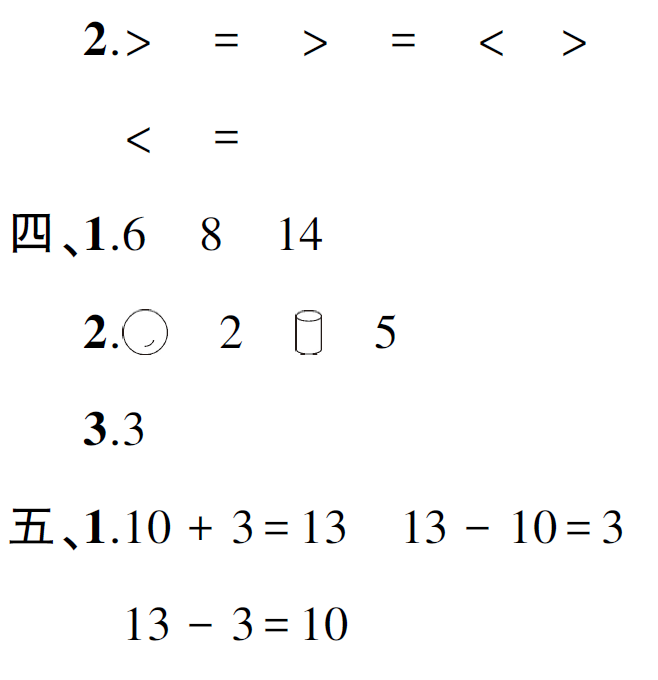 2.> = > = < >
< =
四、1.6 8 14
2. 2 5
3.3
五、1.10 + 3 = 13 13 - 10 = 3
13 - 3 = 10